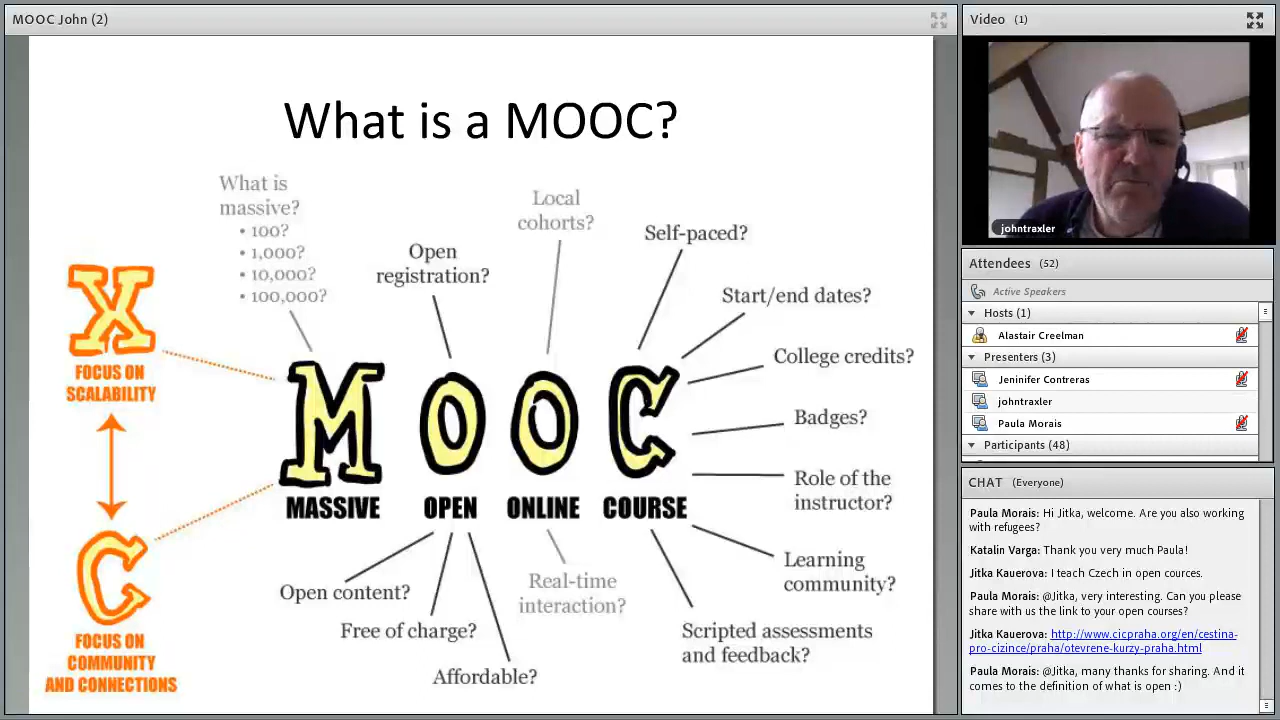 MOOC John (2)
What is a MOOC?
What is
massive?
• 100?
• 1,000?
• 10,000?
• 100,000?
Open
registration?
Local
cohorts?
Self-paced?
Start/end dates?
College credits?
Badges?
Role of the
instructor?
Learning
community?
Scripted assessments
and feedback?
Real-time
interaction?
Open content?
Free of charge?
Affordable?
X
FOCUS ON
SCALABILITY
C
FOCUS ON
COMMUNITY
AND CONNECTIONS
MOOC
MASSIVE OPEN ONLINE COURSE
Video (1)
johntraxler
Attendees (52)
Active Speakers
Hosts (1)
Alastair Creelman
Presenters (3)
Jeninifer Contreras
johntraxler
Paula Morais
Participants (48)
CHAT (Everyone)
Paula Morais: Hi Jitka, welcome. Are you also working
with refugees?
Katalin Varga: Thank you very much Paula!
Jitka Kauerova: I teach Czech in open cources.
Paula Morais: @Jitka, very interesting. Can you please
share with us the link to your open courses?
Jitka Kauerova: http://www.cicpraha.org/en/cestina-
pro-cizince/praha/otevrene-kurzy-praha.html
Paula Morais: @Jitka, many thanks for sharing. And it
comes to the definition of what is open :)